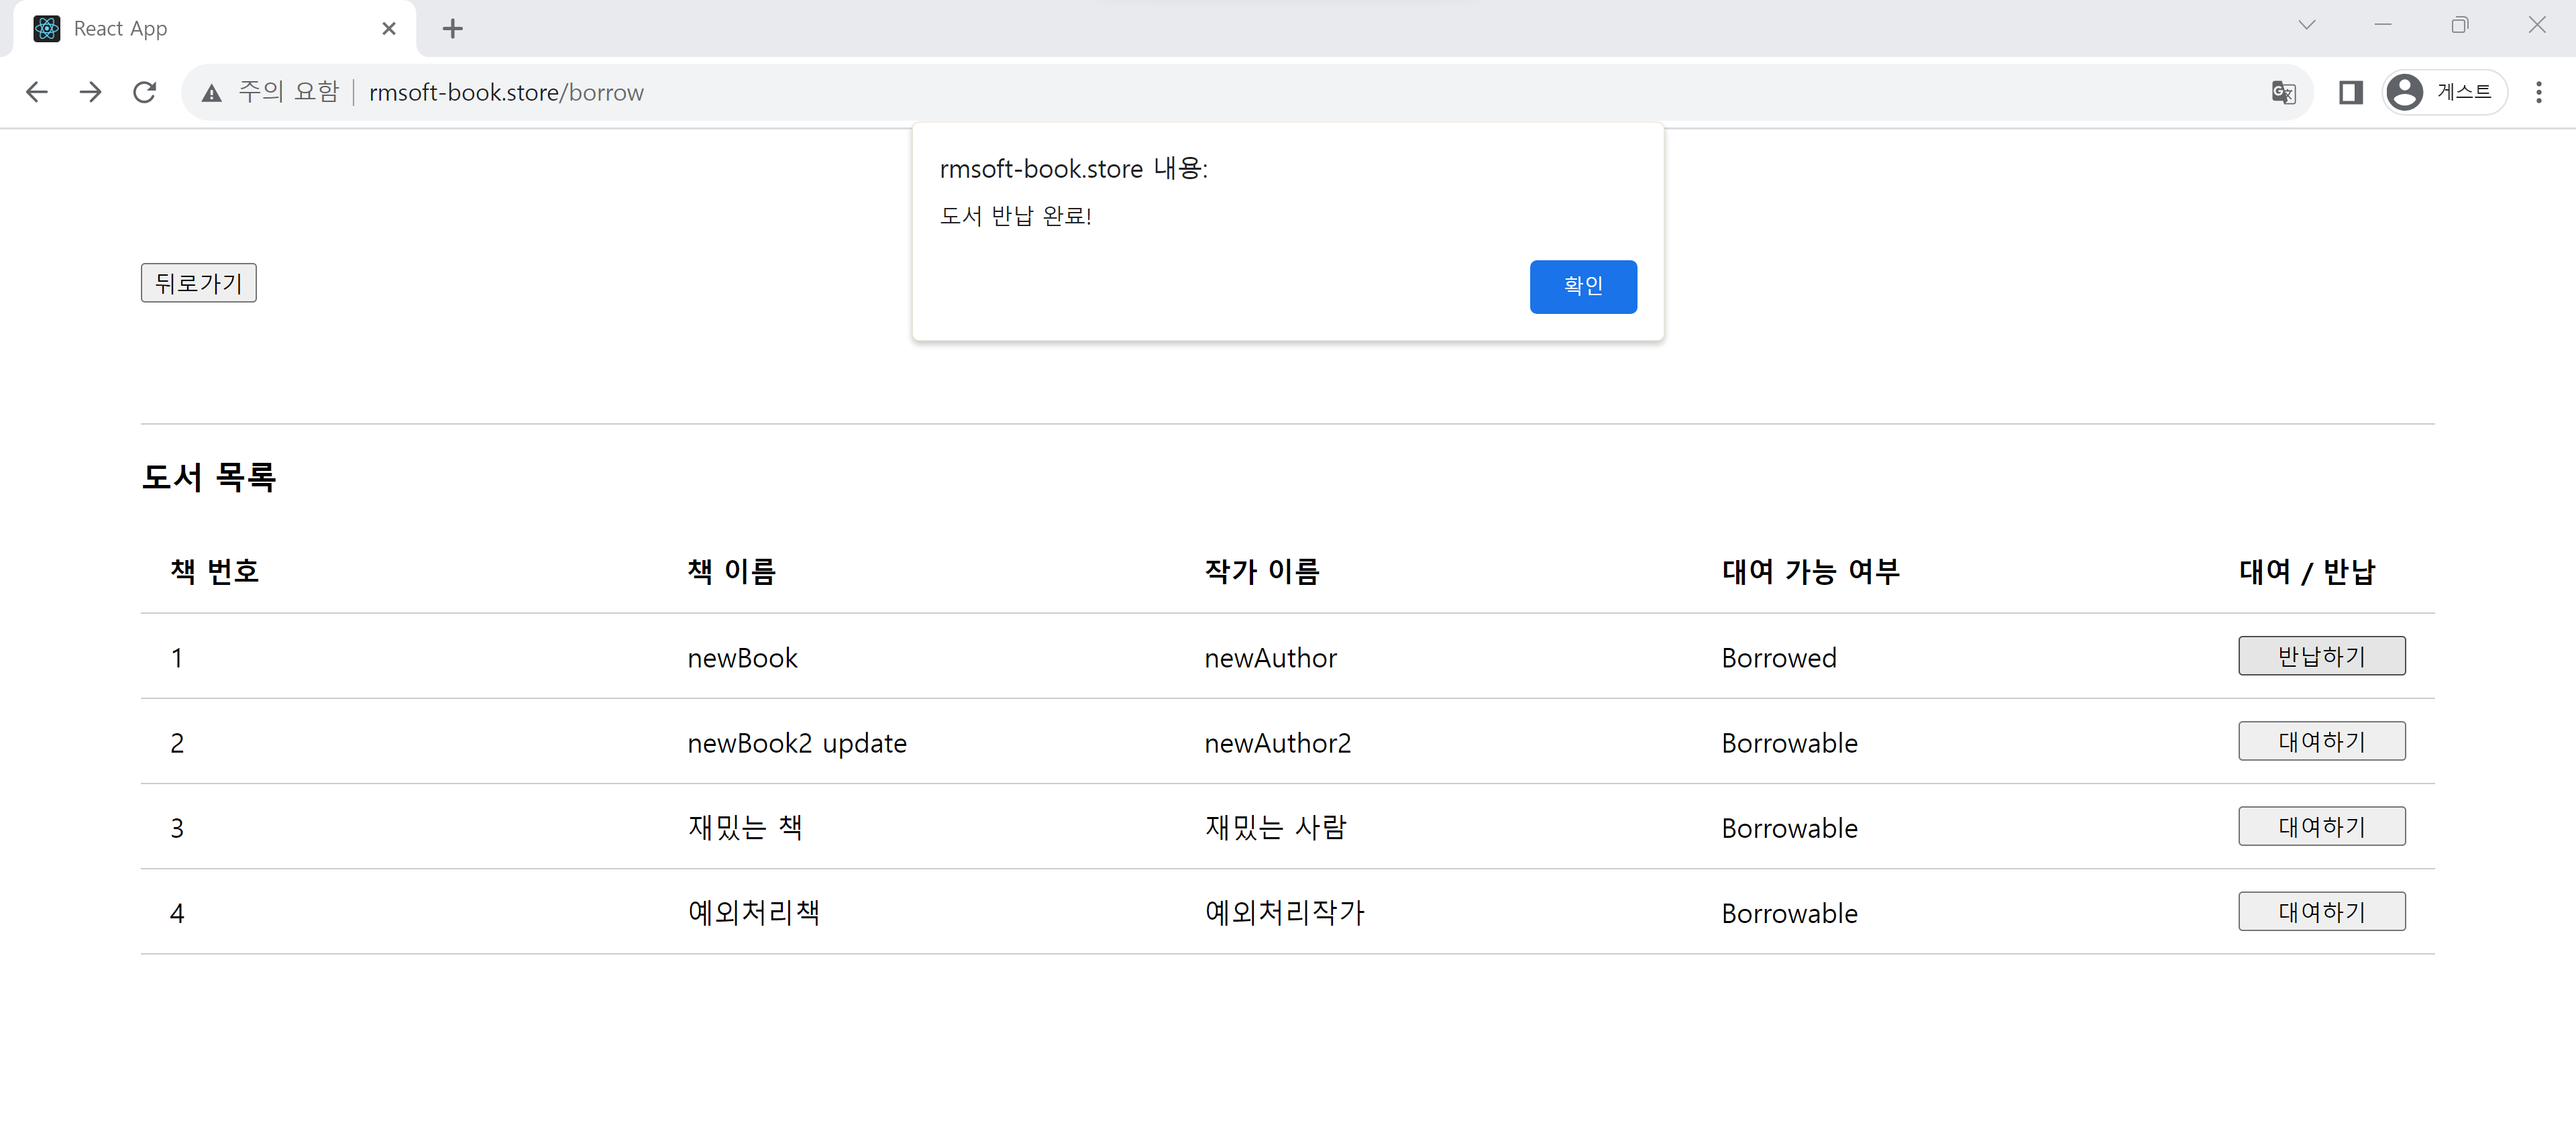 React App
주의 요함 rmsoft-book.store/borrow
게스트
rmsoft-book.store 내용:
도서 반납 완료!
확인
뒤로가기
도서 목록
책 번호 책 이름 작가 이름 대여 가능 여부 대여 / 반납
1 newBook newAuthor Borrowed 반납하기
2 newBook2 update newAuthor2 Borrowable 대여하기
3 재밌는 책 재밌는 사람 Borrowable 대여하기
4 예외처리책 예외처리작가 Borrowable 대여하기